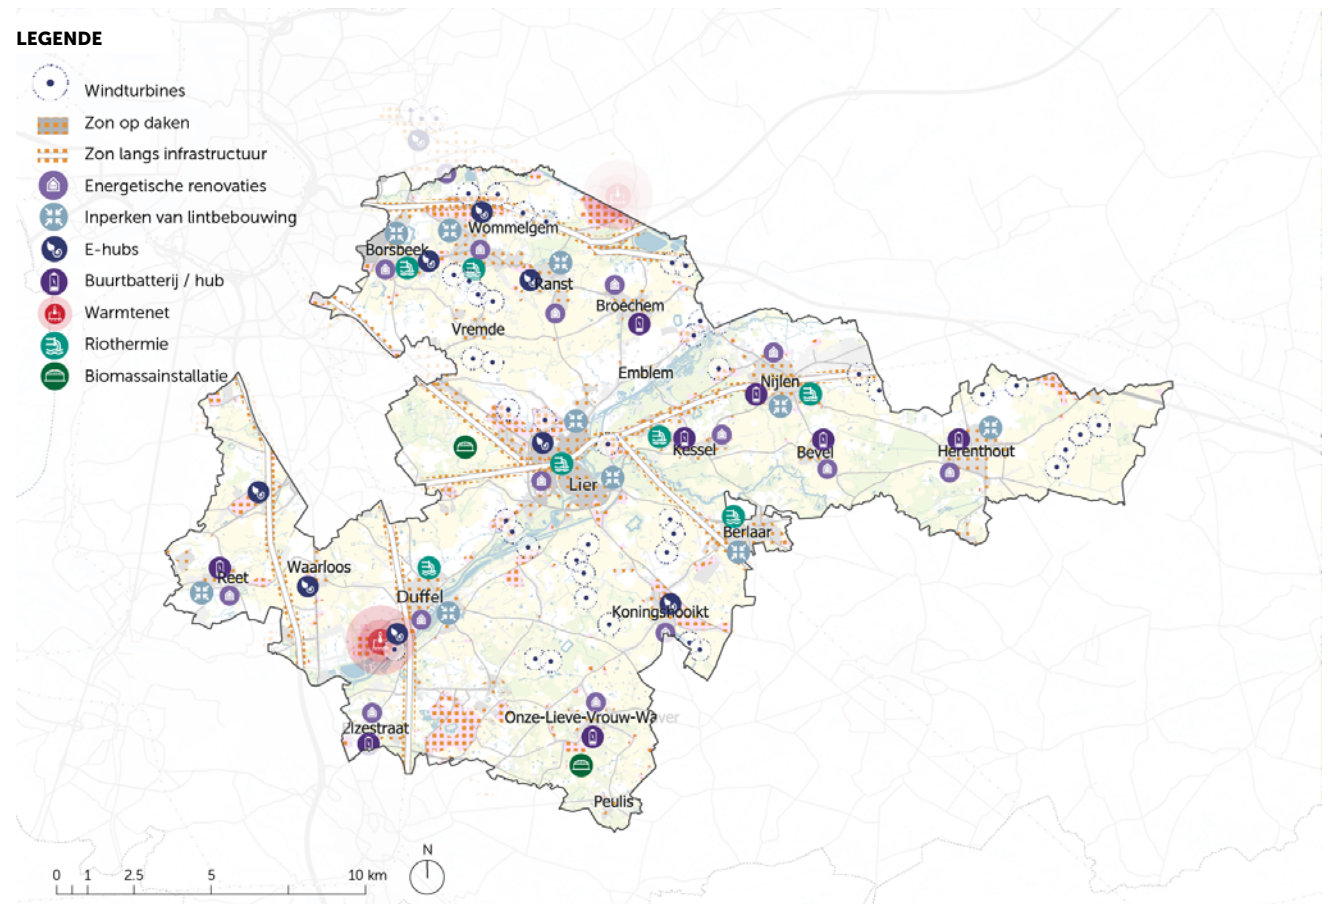 LEGENDE
Windturbines
Zon op daken
Zon langs infrastructuur
Energetische renovaties
Inperken van lintbebouwing
E-hubs
Buurtbatterij / hub
Warmtenet
Riothermie
Biomassainstallatie
Wommelgem
Borsbeek
Ranst
Broechem
Vremde
Emblem
Nijlen
Kessel
Bevel
Herenthout
Lier
Berlaar
Reet
Waarloos
Duffel
Koningshooikt
Onze-Lieve-Vrouw-Waver
Elzestraat
Peulis
N
0 1 2.5 5 10 km